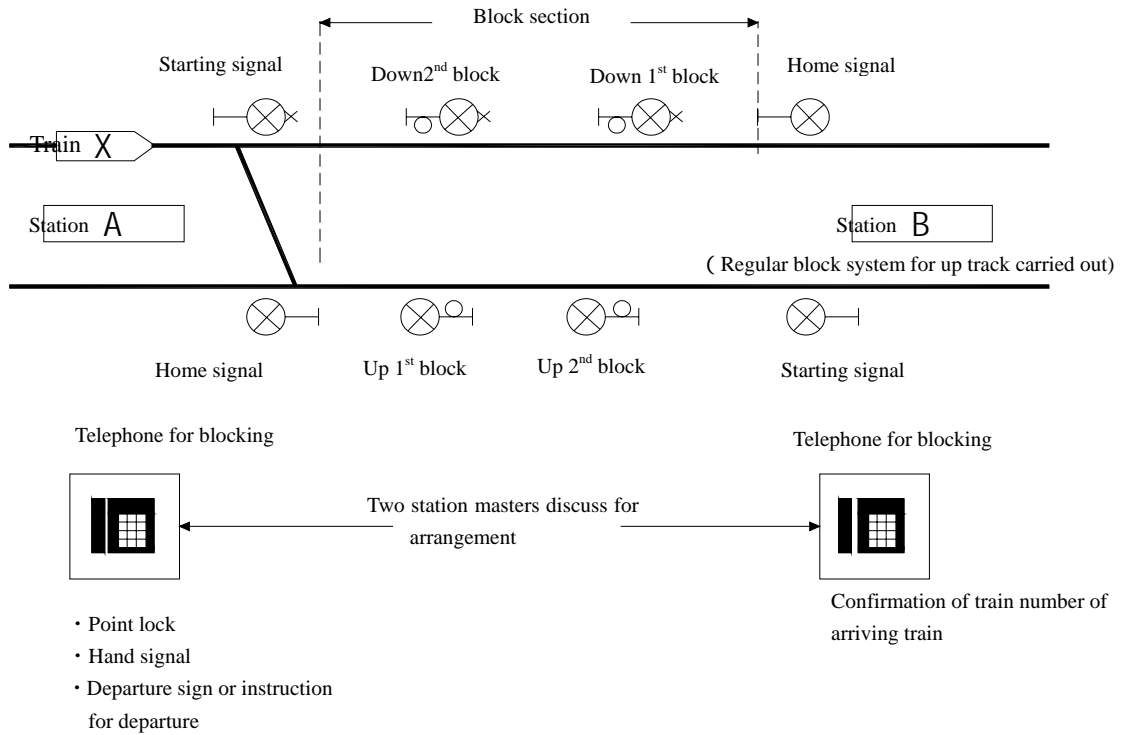 Block section
Starting signal
Down2nd block
Down 1st block
Home signal
Train X
Station A
Station B
( Regular block system for up track carried out)
Home signal
Up 1st block
Up 2nd block
Starting signal
Telephone for blocking
Telephone for blocking
Two station masters discuss for
arrangement
Confirmation of train number of
arriving train
・Point lock
・Hand signal
・Departure sign or instruction
for departure